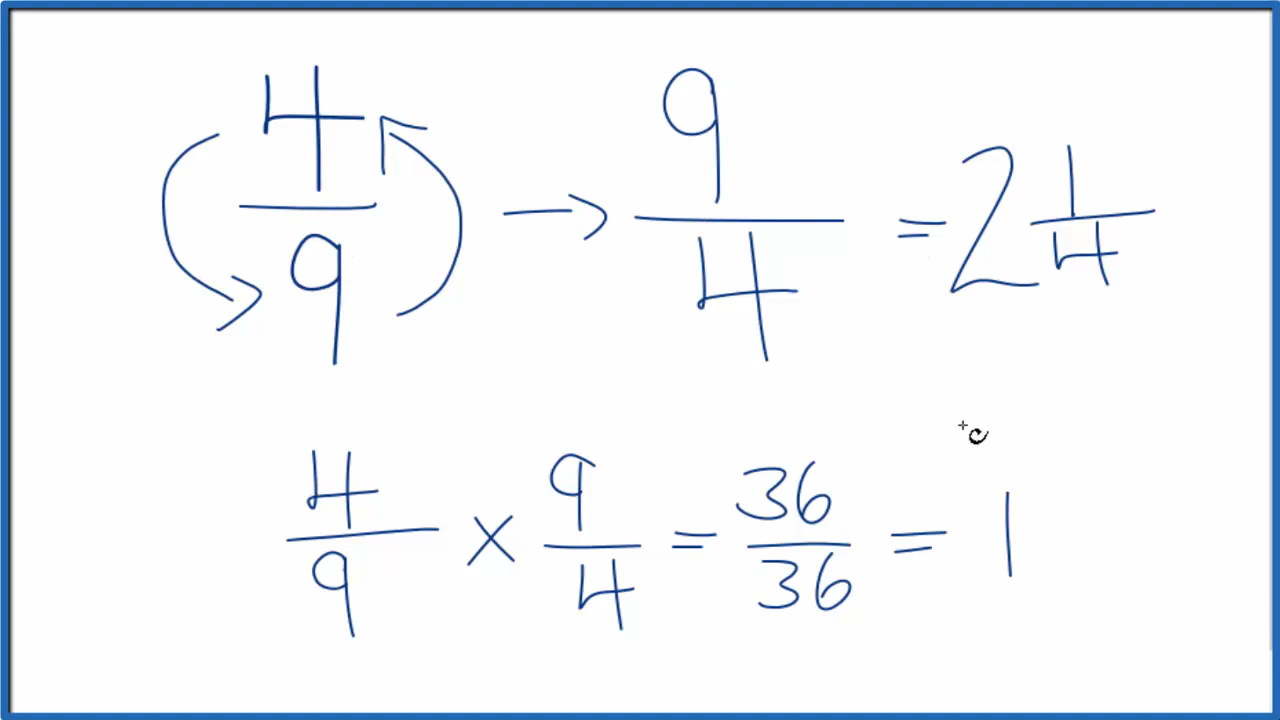 4/9 → 9/4 = 2 1/4
4/9 × 9/4 = 36/36 = 1